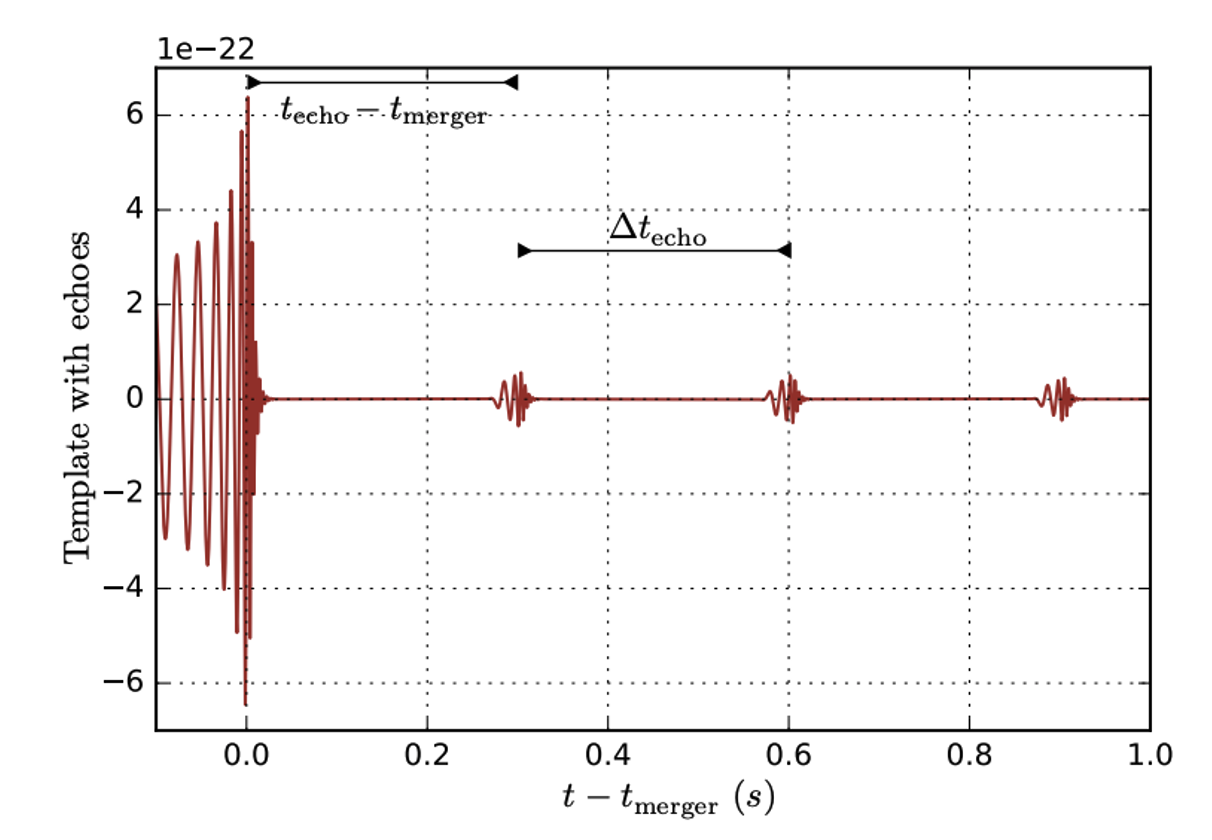 1e−22
t_echo − t_merger
6
4
Δt_echo
2
0
−2
−4
−6
Template with echoes
0.0 0.2 0.4 0.6 0.8 1.0
t − t_merger (s)